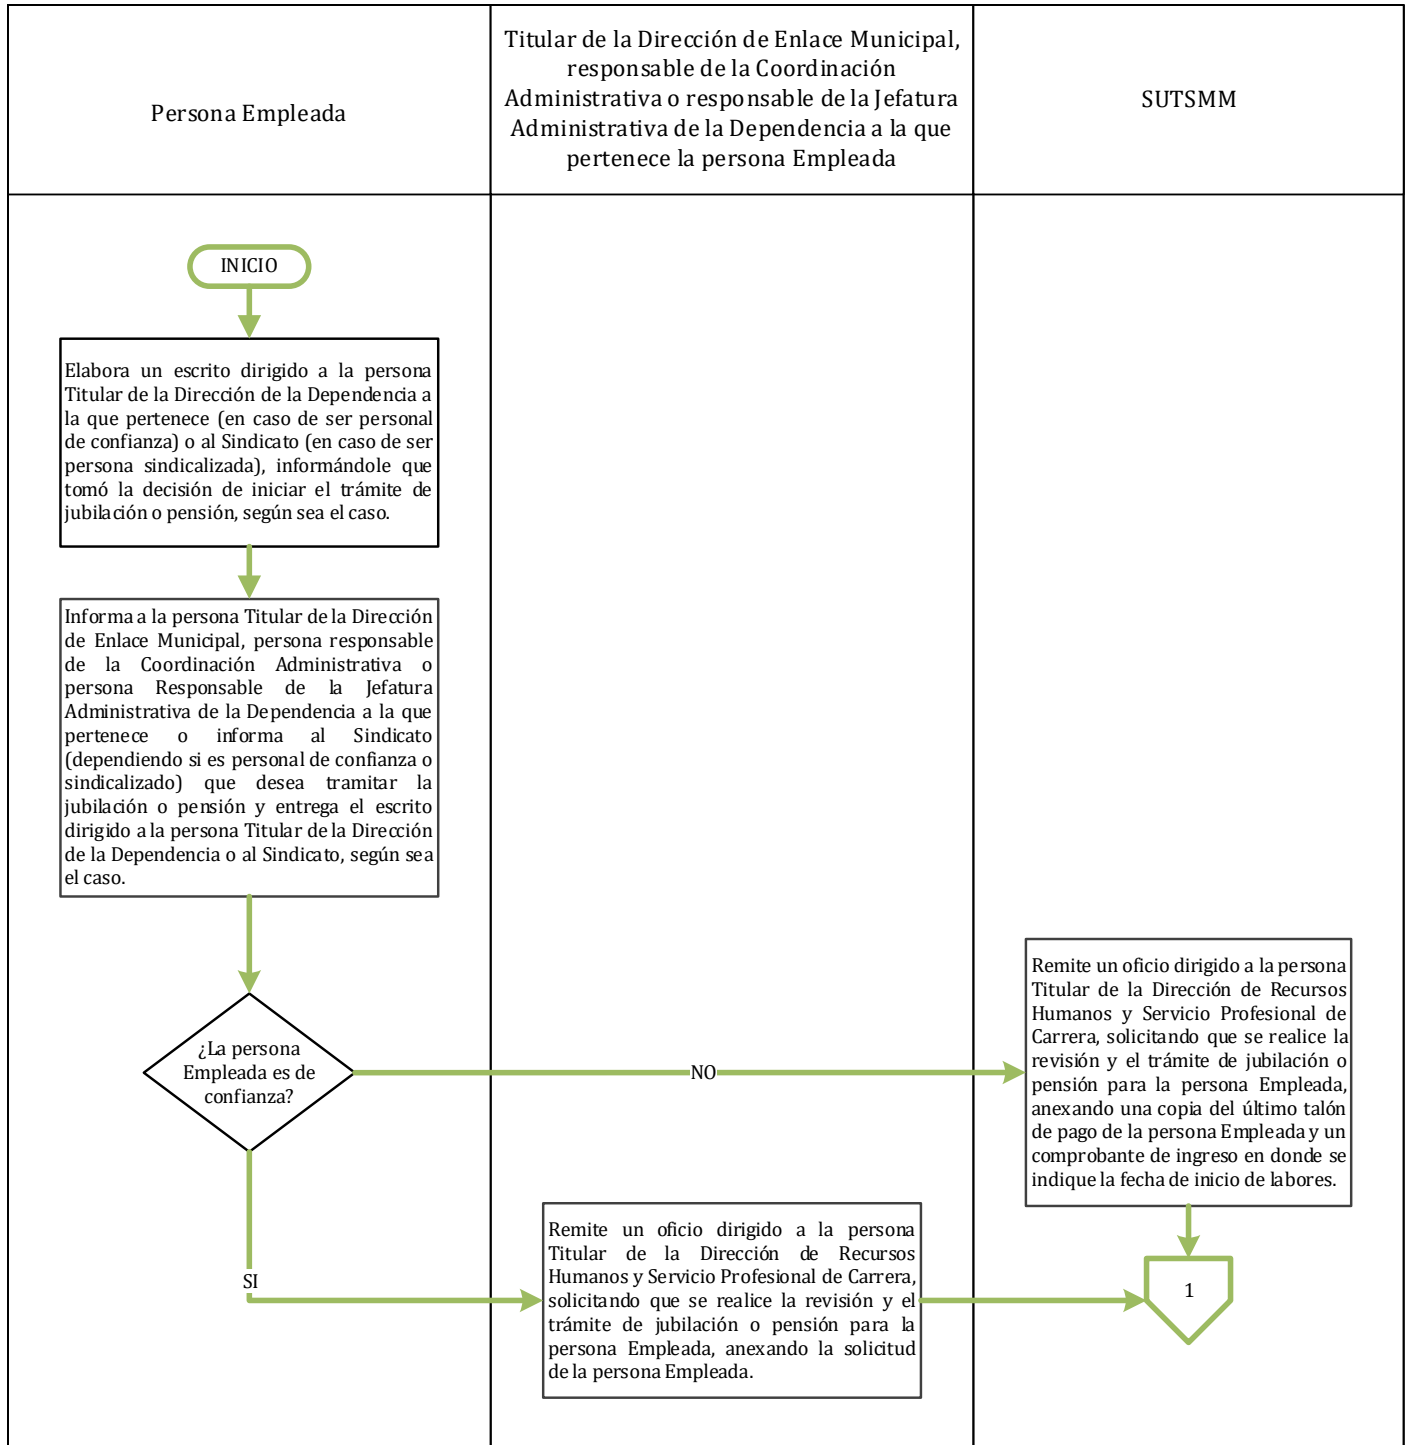 Persona Empleada
Titular de la Dirección de Enlace Municipal,
responsable de la Coordinación
Administrativa o responsable de la Jefatura
Administrativa de la Dependencia a la que
pertenece la persona Empleada
SUTSMM
INICIO
Elabora un escrito dirigido a la persona
Titular de la Dirección de la Dependencia a
la que pertenece (en caso de ser personal
de confianza) o al Sindicato (en caso de ser
persona sindicalizada), informándole que
tomó la decisión de iniciar el trámite de
jubilación o pensión, según sea el caso.
Informa a la persona Titular de la Dirección
de Enlace Municipal, persona responsable
de la Coordinación Administrativa o
persona Responsable de la Jefatura
Administrativa de la Dependencia a la que
pertenece o informa al Sindicato
(dependiendo si es personal de confianza o
sindicalizado) que desea tramitar la
jubilación o pensión y entrega el escrito
dirigido a la persona Titular de la Dirección
de la Dependencia o al Sindicato, según sea
el caso.
¿La persona
Empleada es de
confianza?
NO
Remite un oficio dirigido a la persona
Titular de la Dirección de Recursos
Humanos y Servicio Profesional de
Carrera, solicitando que se realice la
revisión y el trámite de jubilación o
pensión para la persona Empleada,
anexando una copia del último talón
de pago de la persona Empleada y un
comprobante de ingreso en donde se
indique la fecha de inicio de labores.
SI
Remite un oficio dirigido a la persona
Titular de la Dirección de Recursos
Humanos y Servicio Profesional de Carrera,
solicitando que se realice la revisión y el
trámite de jubilación o pensión para la
persona Empleada, anexando la solicitud
de la persona Empleada.
1